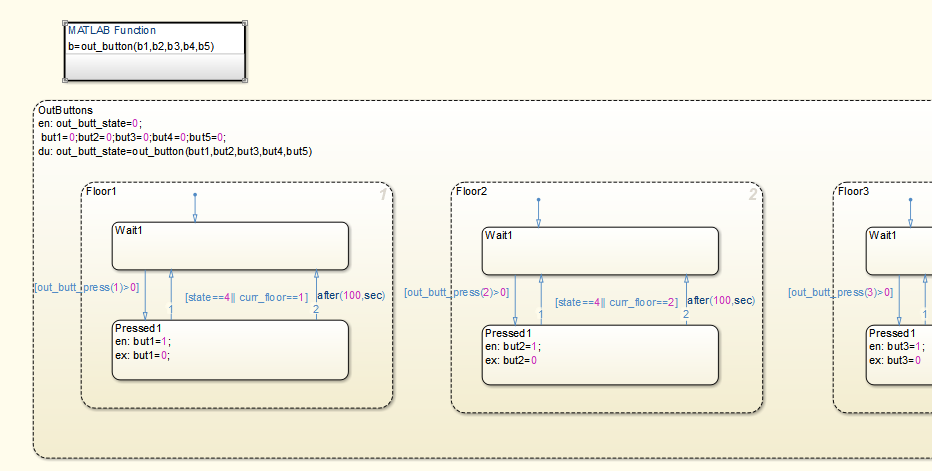 MATLAB Function
b=out_button(b1,b2,b3,b4,b5)
OutButtons
en: out_butt_state=0;
but1=0;but2=0;but3=0;but4=0;but5=0;
du: out_butt_state=out_button(but1,but2,but3,but4,but5)
Floor1
1
Wait1
[out_butt_press(1)>0]
[state==4|| curr_floor==1]
after(100,sec)
1
2
Pressed1
en: but1=1;
ex: but1=0;
Floor2
2
Wait1
[out_butt_press(2)>0]
[state==4|| curr_floor==2]
after(100,sec)
1
2
Pressed1
en: but2=1;
ex: but2=0
Floor3
Wait1
[out_butt_press(3)>0]
1
Pressed1
en: but3=1;
ex: but3=0